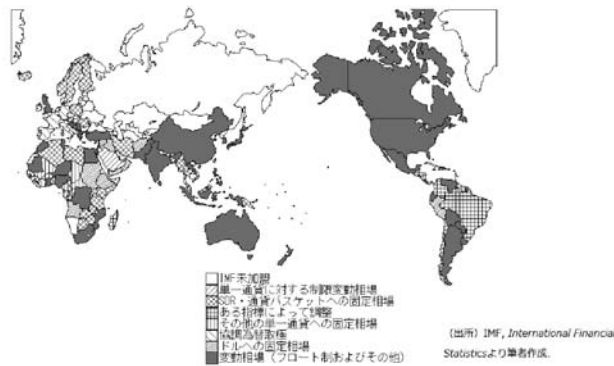 IMF未加盟
単一通貨に対する制限変動相場
SDR・通貨バスケットへの固定相場
ある指標によって調整
その他の単一通貨への固定相場
協調為替取極
ドルへの固定相場
変動相場（フロート制およびその他）
（出所）IMF, International Financial
Statisticsより筆者作成.